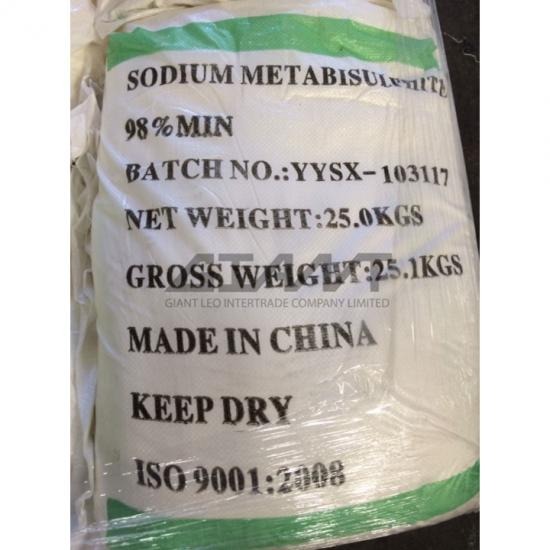 SODIUM METABISULPHITE
98%MIN
BATCH NO.:YYSX-103117
NET WEIGHT:25.0KGS
GROSS WEIGHT:25.1KGS
GIANT LEO INTERTRADE COMPANY LIMITED
MADE IN CHINA
KEEP DRY
ISO 9001:2008